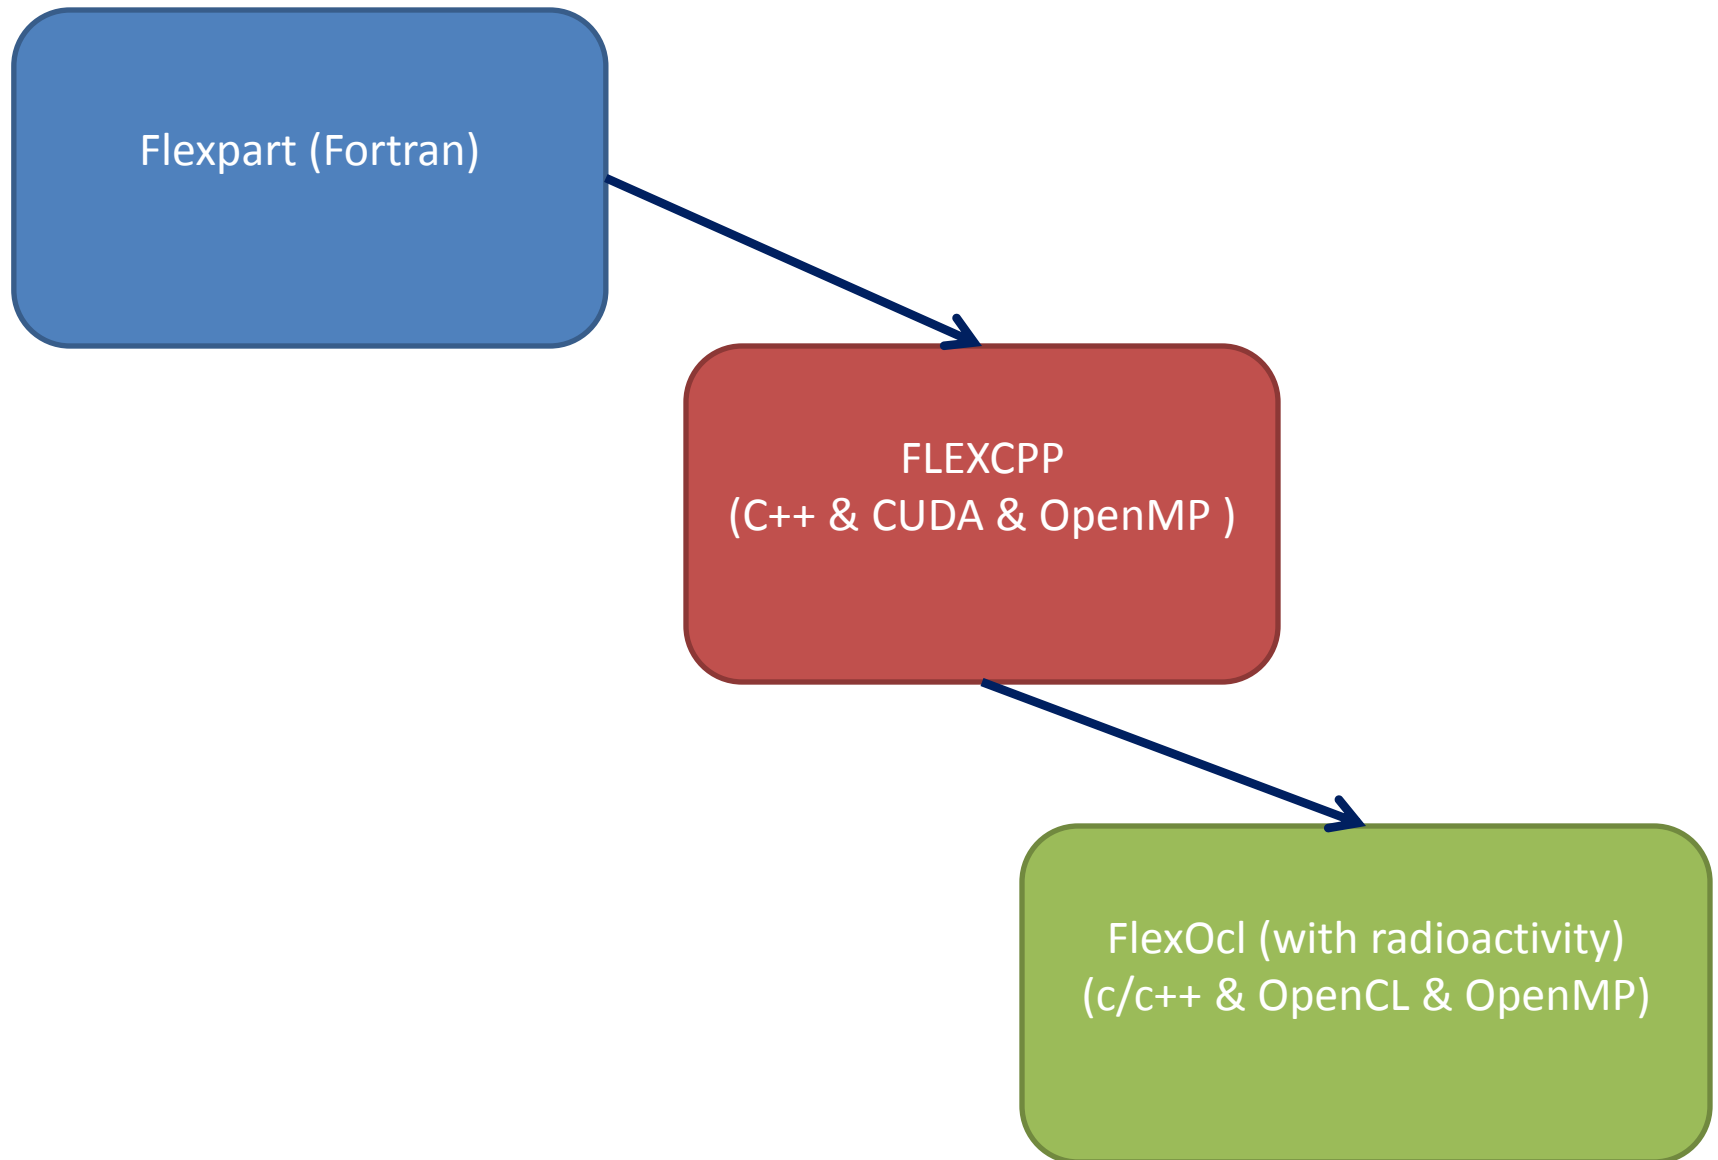 Flexpart (Fortran)
FLEXCPP
(C++ & CUDA & OpenMP )
FlexOcl (with radioactivity)
(c/c++ & OpenCL & OpenMP)